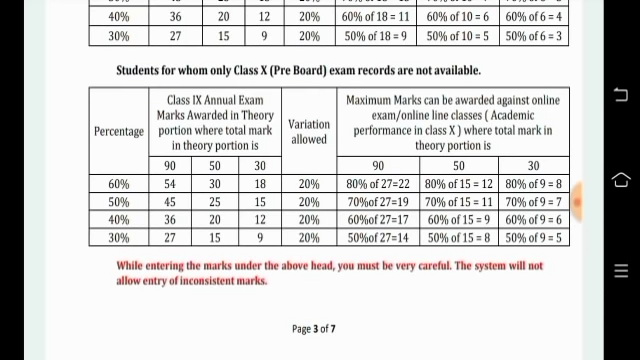 40% 36 20 12 20% 60% of 18 = 11 60% of 10 = 6 60% of 6 = 4
30% 27 15 9 20% 50% of 18 = 9 50% of 10 = 5 50% of 6 = 3
Students for whom only Class X (Pre Board) exam records are not available.
Percentage
Class IX Annual Exam
Marks Awarded in Theory
portion where total mark
in theory portion is
Variation
allowed
Maximum Marks can be awarded against online
exam/online line classes ( Academic
performance in class X ) where total mark in
theory portion is
90 50 30 90 50 30
60% 54 30 18 20% 80% of 27=22 80% of 15 = 12 80% of 9 = 8
50% 45 25 15 20% 70%of 27=19 70% of 15 = 11 70% of 9 = 7
40% 36 20 12 20% 60%of 27=17 60% of 15 = 9 60% of 9 = 6
30% 27 15 9 20% 50%of 27=14 50% of 15 = 8 50% of 9 = 5
While entering the marks under the above head, you must be very careful. The system will not
allow entry of inconsistent marks.
Page 3 of 7